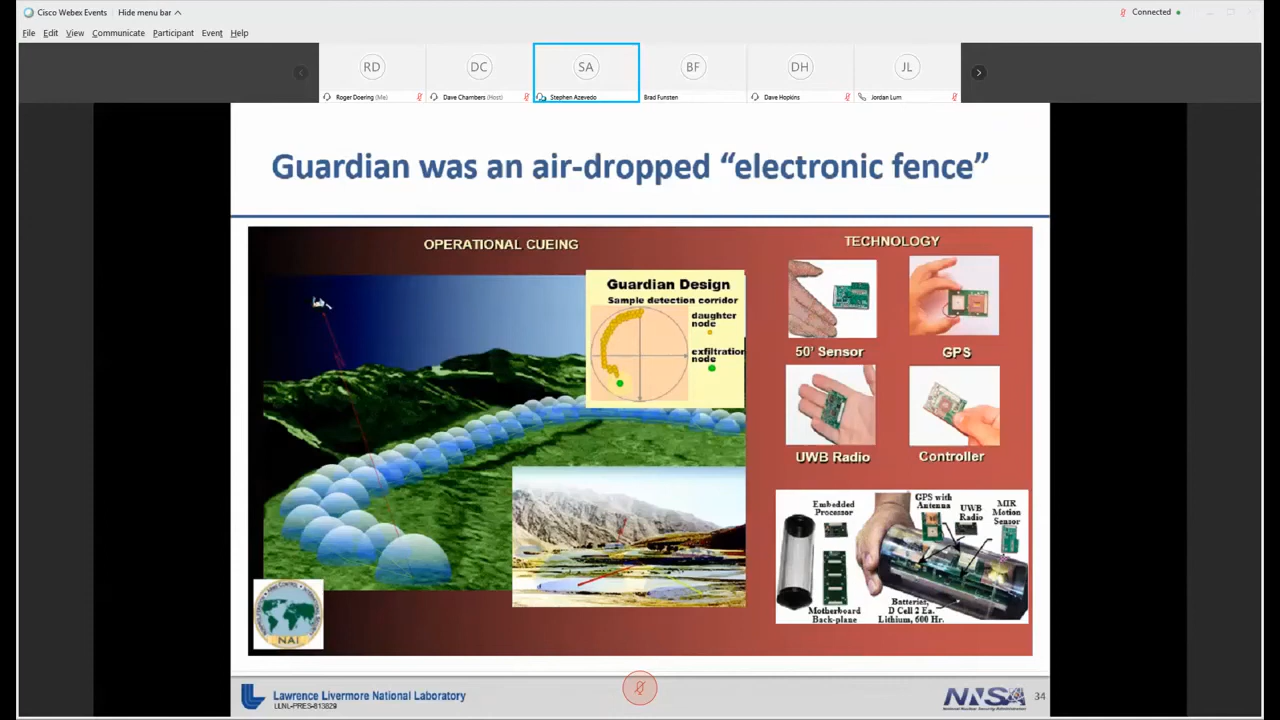 Cisco Webex Events
Hide menu bar
Connected
File Edit View Communicate Participant Event Help
RD
DC
SA
BF
DH
JL
Roger Doering (Me)
Dave Chambers (Host)
Stephen Azevedo
Brad Funsten
Dave Hopkins
Jordan Lum
Guardian was an air-dropped “electronic fence”
OPERATIONAL CUEING
Guardian Design
Sample detection corridor
daughter
node
exfiltration
node
NAI
TECHNOLOGY
50' Sensor
GPS
UWB Radio
Controller
Embedded
Processor
GPS with
Antenna
UWB
Radio
MIR
Motion
Sensor
Motherboard
Back-plane
Batteries,
D Cell 2 Ea.
Lithium, 600 Hr.
Lawrence Livermore National Laboratory
LLNL-PRES-813829
NNSA
National Nuclear Security Administration
34